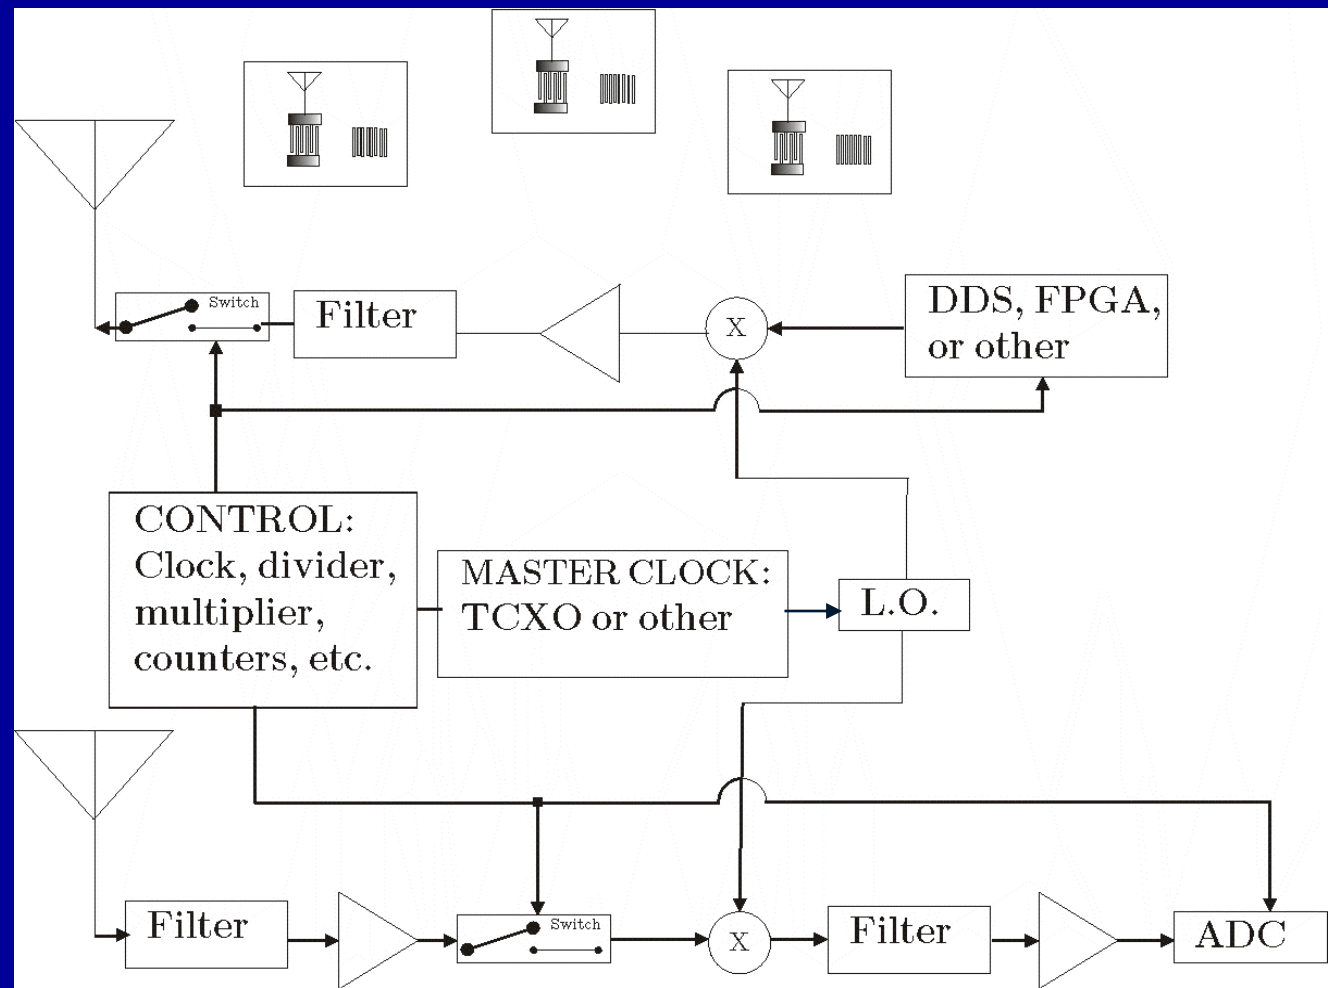 Switch
Filter
X
DDS, FPGA,
or other
CONTROL:
Clock, divider,
multiplier,
counters, etc.
MASTER CLOCK:
TCXO or other
L.O.
Filter
Switch
X
Filter
ADC